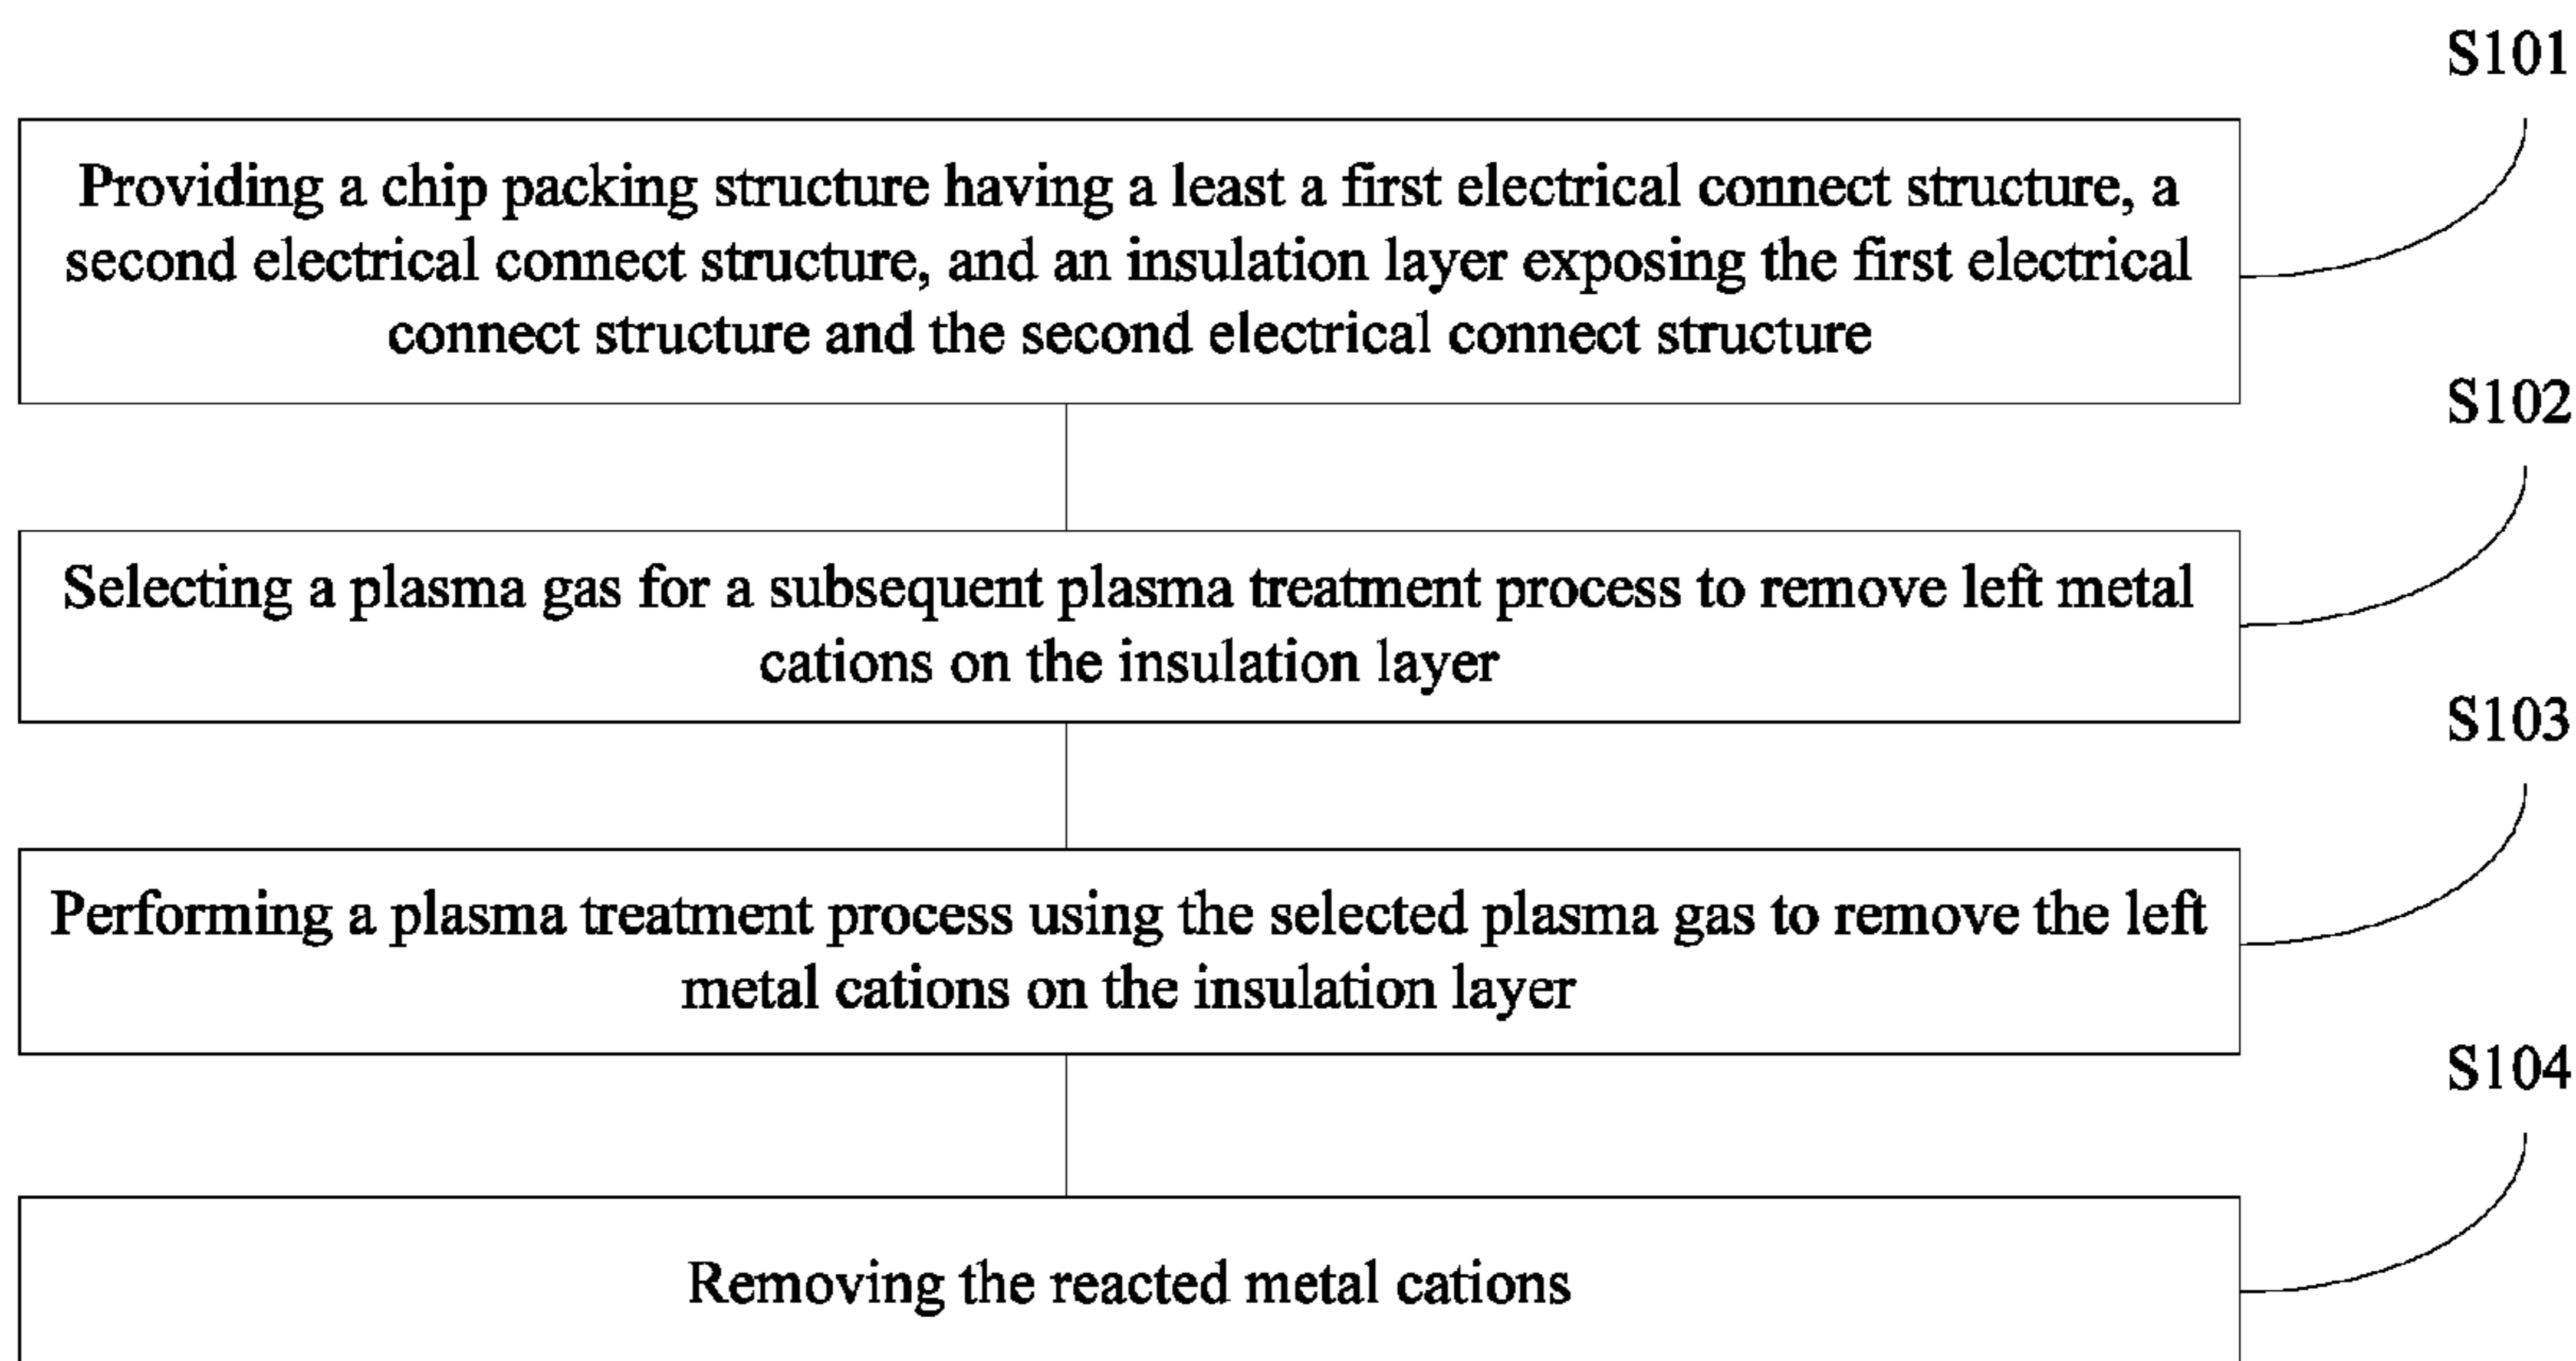 S101
Providing a chip packing structure having a least a first electrical connect structure, a
second electrical connect structure, and an insulation layer exposing the first electrical
connect structure and the second electrical connect structure
S102
Selecting a plasma gas for a subsequent plasma treatment process to remove left metal
cations on the insulation layer
S103
Performing a plasma treatment process using the selected plasma gas to remove the left
metal cations on the insulation layer
S104
Removing the reacted metal cations